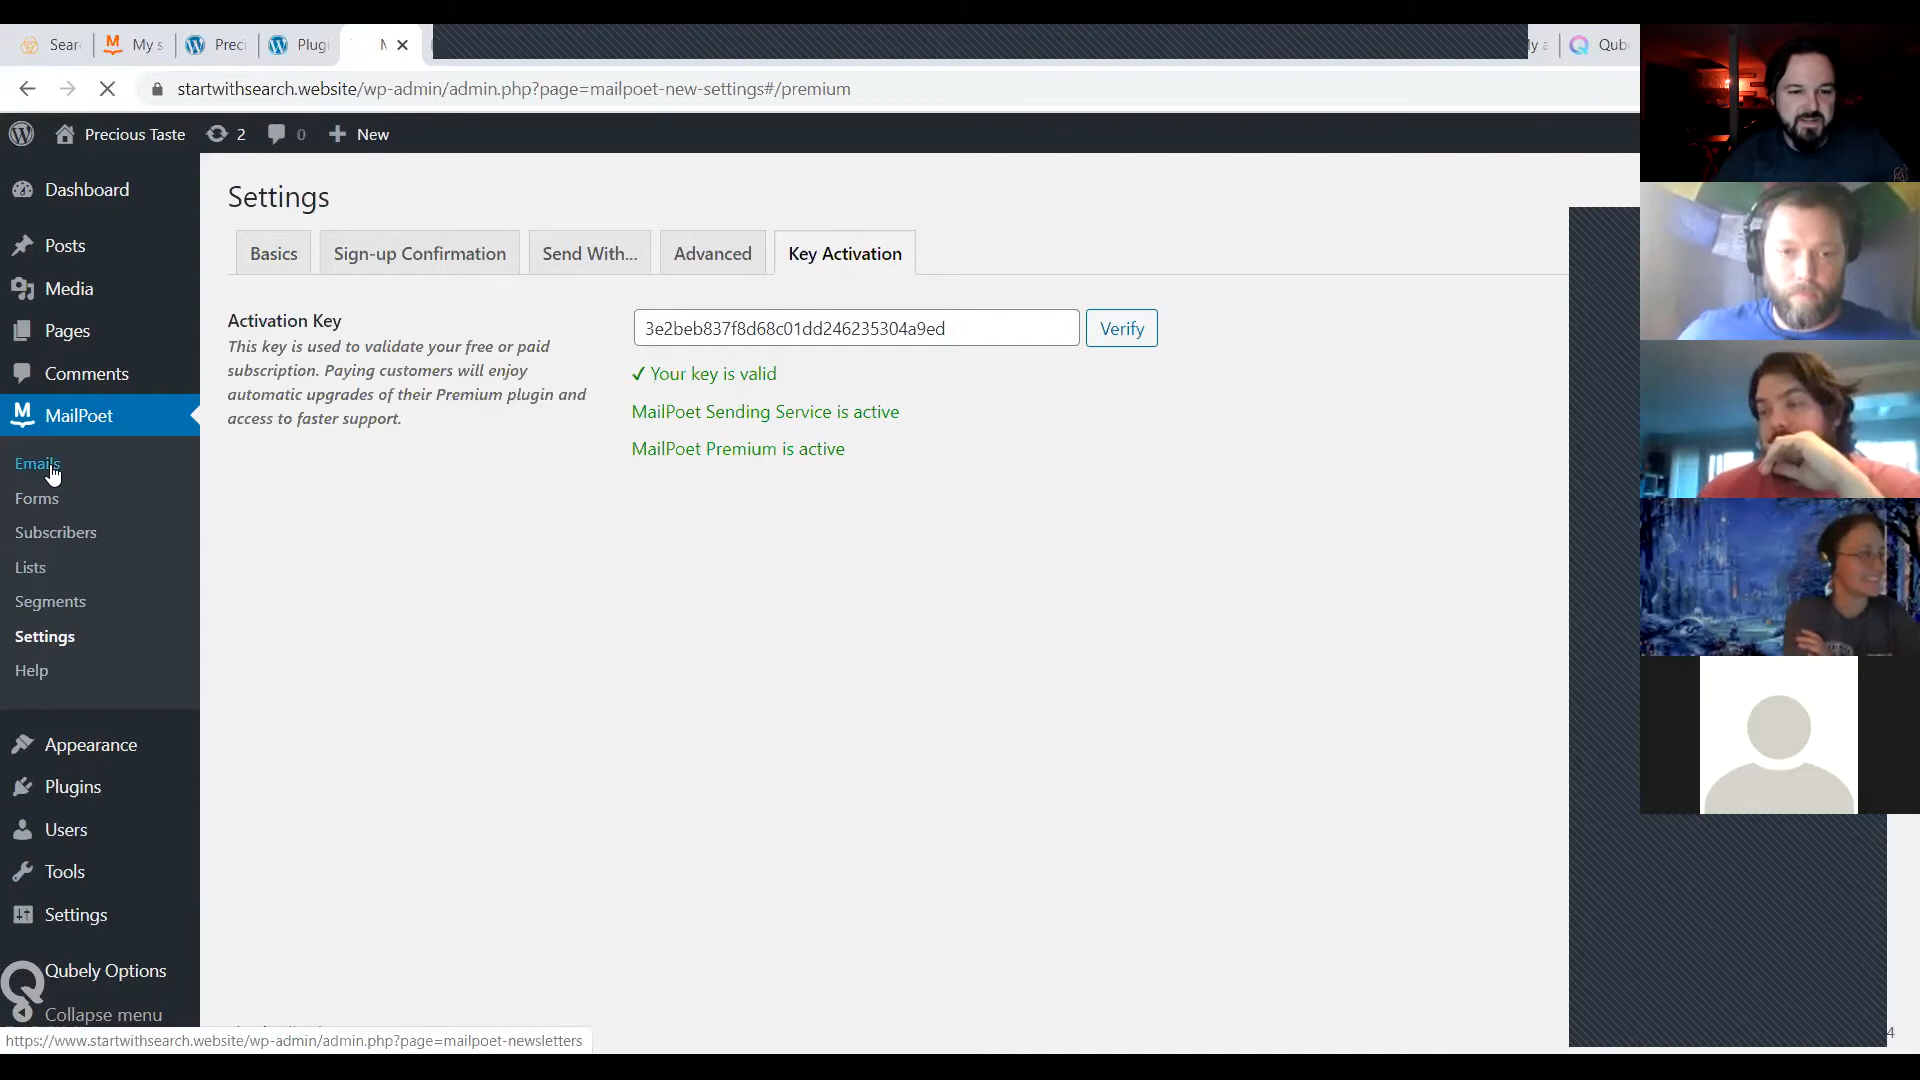 Sear
My s
Preci
Plugi
Qub
startwithsearch.website/wp-admin/admin.php?page=mailpoet-new-settings#/premium
Precious Taste
2
0
New
Dashboard
Posts
Media
Pages
Comments
MailPoet
Emails
Forms
Subscribers
Lists
Segments
Settings
Help
Appearance
Plugins
Users
Tools
Settings
Qubely Options
Collapse menu
Settings
Basics
Sign-up Confirmation
Send With...
Advanced
Key Activation
Activation Key
This key is used to validate your free or paid
subscription. Paying customers will enjoy
automatic upgrades of their Premium plugin and
access to faster support.
3e2beb837f8d68c01dd246235304a9ed
Verify
✓ Your key is valid
MailPoet Sending Service is active
MailPoet Premium is active
https://www.startwithsearch.website/wp-admin/admin.php?page=mailpoet-newsletters
4